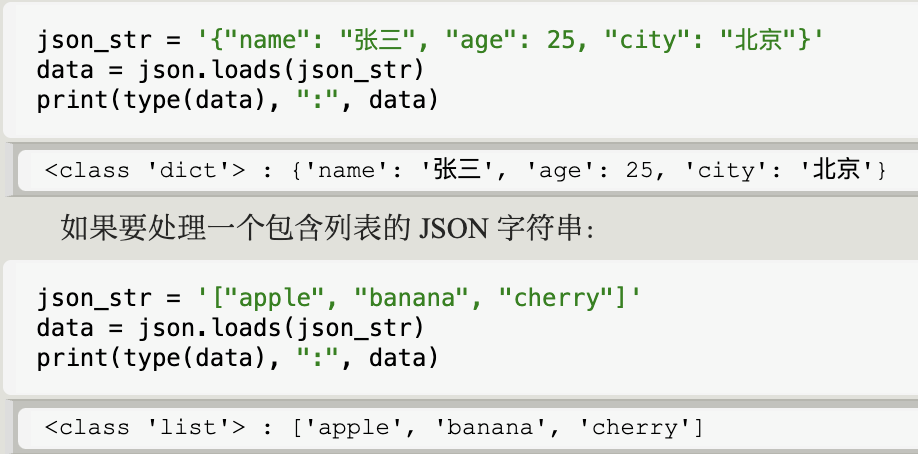 json_str = '{"name": "张三", "age": 25, "city": "北京"}'
data = json.loads(json_str)
print(type(data), ":", data)
<class 'dict'> : {'name': '张三', 'age': 25, 'city': '北京'}
如果要处理一个包含列表的 JSON 字符串：
json_str = '["apple", "banana", "cherry"]'
data = json.loads(json_str)
print(type(data), ":", data)
<class 'list'> : ['apple', 'banana', 'cherry']